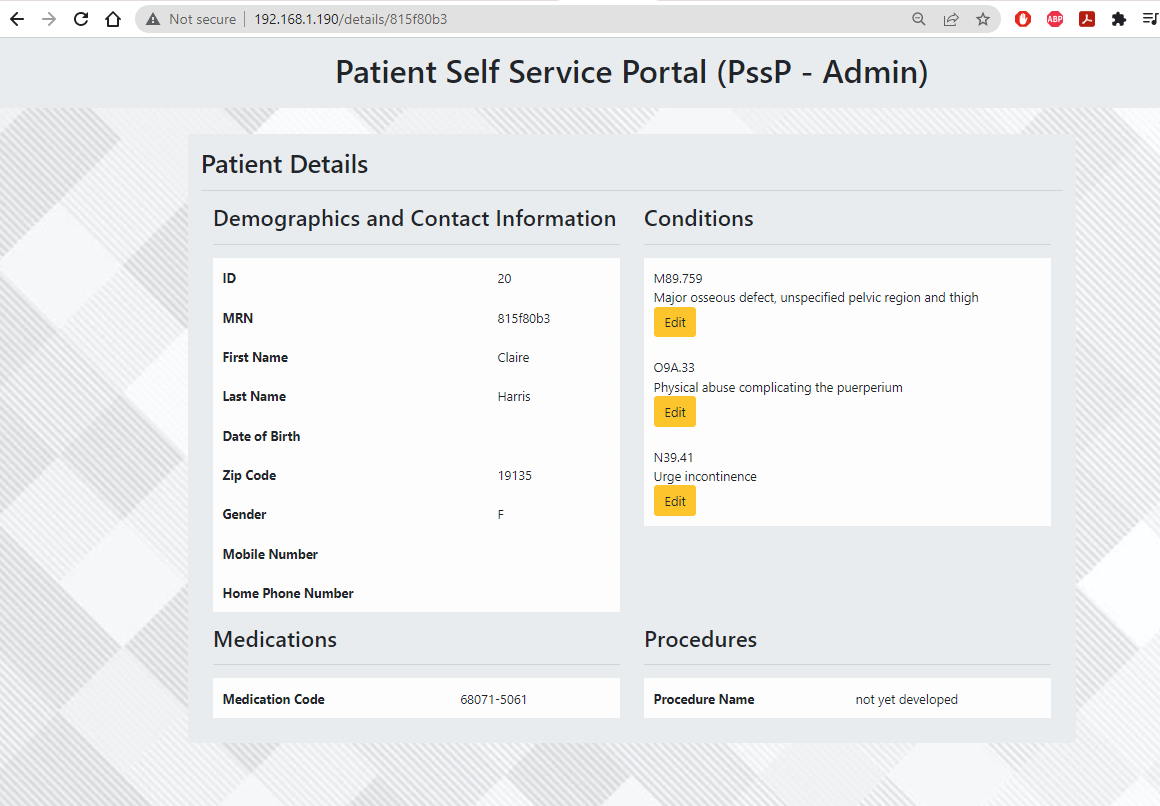 Not secure | 192.168.1.190/details/815f80b3
ABP
Patient Self Service Portal (PssP - Admin)
Patient Details
Demographics and Contact Information
ID 20
MRN 815f80b3
First Name Claire
Last Name Harris
Date of Birth
Zip Code 19135
Gender F
Mobile Number
Home Phone Number
Conditions
M89.759
Major osseous defect, unspecified pelvic region and thigh
Edit
O9A.33
Physical abuse complicating the puerperium
Edit
N39.41
Urge incontinence
Edit
Medications
Medication Code 68071-5061
Procedures
Procedure Name not yet developed